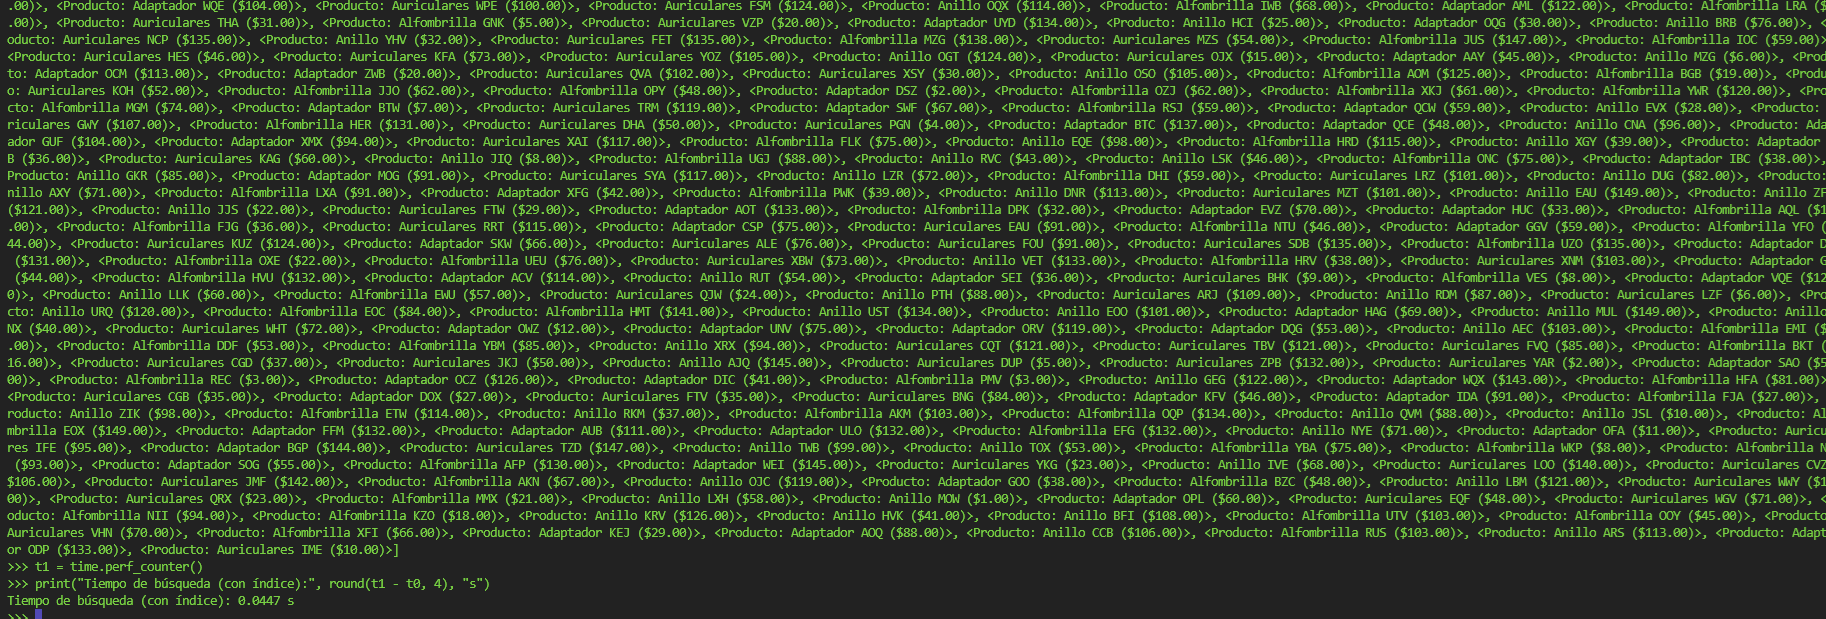 .00)>, <Producto: Adaptador WQE ($104.00)>, <Producto: Auriculares WPE ($100.00)>, <Producto: Auriculares FSM ($124.00)>, <Producto: Anillo OQX ($114.00)>, <Producto: Alfombrilla IWB ($68.00)>, <Producto: Adaptador AML ($122.00)>, <Producto: Alfombrilla LRA ($
.00)>, <Producto: Auriculares THA ($31.00)>, <Producto: Alfombrilla GNK ($5.00)>, <Producto: Auriculares VZP ($20.00)>, <Producto: Adaptador UYD ($134.00)>, <Producto: Anillo HCI ($25.00)>, <Producto: Adaptador OQG ($30.00)>, <Producto: Anillo BRB ($76.00)>, <Pr
oducto: Auriculares NCP ($135.00)>, <Producto: Anillo YHV ($32.00)>, <Producto: Auriculares FET ($135.00)>, <Producto: Alfombrilla MZG ($138.00)>, <Producto: Auriculares MZS ($54.00)>, <Producto: Alfombrilla JUS ($147.00)>, <Producto: Alfombrilla IOC ($59.00)>
<Producto: Auriculares HES ($46.00)>, <Producto: Auriculares KFA ($73.00)>, <Producto: Auriculares YOZ ($105.00)>, <Producto: Anillo OGT ($124.00)>, <Producto: Auriculares OJX ($15.00)>, <Producto: Adaptador AAY ($45.00)>, <Producto: Anillo MZG ($6.00)>, <Produc
to: Adaptador OCM ($113.00)>, <Producto: Adaptador ZWB ($20.00)>, <Producto: Auriculares QVA ($102.00)>, <Producto: Auriculares XSY ($30.00)>, <Producto: Anillo OSO ($105.00)>, <Producto: Alfombrilla AOM ($125.00)>, <Producto: Alfombrilla BGB ($19.00)>, <Product
o: Auriculares KOH ($52.00)>, <Producto: Alfombrilla JJO ($62.00)>, <Producto: Alfombrilla OPY ($48.00)>, <Producto: Adaptador DSZ ($2.00)>, <Producto: Alfombrilla OZJ ($62.00)>, <Producto: Alfombrilla XKJ ($61.00)>, <Producto: Alfombrilla YWR ($120.00)>, <Produ
cto: Alfombrilla MGM ($74.00)>, <Producto: Adaptador BTW ($7.00)>, <Producto: Auriculares TRM ($119.00)>, <Producto: Adaptador SWF ($67.00)>, <Producto: Alfombrilla RSJ ($59.00)>, <Producto: Adaptador QCW ($59.00)>, <Producto: Anillo EVX ($28.00)>, <Producto: Au
riculares GWY ($107.00)>, <Producto: Alfombrilla HER ($131.00)>, <Producto: Auriculares DHA ($50.00)>, <Producto: Auriculares PGN ($4.00)>, <Producto: Adaptador BTC ($137.00)>, <Producto: Adaptador QCE ($48.00)>, <Producto: Anillo CNA ($96.00)>, <Producto: Adapt
ador GUF ($104.00)>, <Producto: Adaptador XMX ($94.00)>, <Producto: Auriculares XAI ($117.00)>, <Producto: Alfombrilla FLK ($75.00)>, <Producto: Anillo EQE ($98.00)>, <Producto: Alfombrilla HRD ($115.00)>, <Producto: Anillo XGY ($39.00)>, <Producto: Adaptador
B ($36.00)>, <Producto: Auriculares KAG ($60.00)>, <Producto: Anillo JIQ ($8.00)>, <Producto: Alfombrilla UGJ ($88.00)>, <Producto: Anillo RVC ($43.00)>, <Producto: Anillo LSK ($46.00)>, <Producto: Alfombrilla ONC ($75.00)>, <Producto: Adaptador IBC ($38.00)>,
Producto: Anillo GKR ($85.00)>, <Producto: Adaptador MOG ($91.00)>, <Producto: Auriculares SYA ($117.00)>, <Producto: Anillo LZR ($72.00)>, <Producto: Alfombrilla DHI ($59.00)>, <Producto: Auriculares LRZ ($101.00)>, <Producto: Anillo DUG ($82.00)>, <Producto: A
nillo AXY ($71.00)>, <Producto: Alfombrilla LXA ($91.00)>, <Producto: Adaptador XFG ($42.00)>, <Producto: Alfombrilla PWK ($39.00)>, <Producto: Anillo DNR ($113.00)>, <Producto: Auriculares MZT ($101.00)>, <Producto: Anillo EAU ($149.00)>, <Producto: Anillo ZF
($121.00)>, <Producto: Anillo JJS ($22.00)>, <Producto: Auriculares FTW ($29.00)>, <Producto: Adaptador AOT ($133.00)>, <Producto: Alfombrilla DPK ($32.00)>, <Producto: Adaptador EVZ ($70.00)>, <Producto: Adaptador HUC ($33.00)>, <Producto: Alfombrilla AQL ($1
.00)>, <Producto: Alfombrilla FJG ($36.00)>, <Producto: Auriculares RRT ($115.00)>, <Producto: Adaptador CSP ($75.00)>, <Producto: Auriculares EAU ($91.00)>, <Producto: Alfombrilla NTU ($46.00)>, <Producto: Adaptador GGV ($59.00)>, <Producto: Alfombrilla YFO (
44.00)>, <Producto: Auriculares KUZ ($124.00)>, <Producto: Adaptador SKW ($66.00)>, <Producto: Auriculares ALE ($76.00)>, <Producto: Auriculares FOU ($91.00)>, <Producto: Auriculares SDB ($135.00)>, <Producto: Alfombrilla UZO ($135.00)>, <Producto: Adaptador D
($131.00)>, <Producto: Alfombrilla OXE ($22.00)>, <Producto: Alfombrilla UEU ($76.00)>, <Producto: Auriculares XBW ($73.00)>, <Producto: Anillo VET ($133.00)>, <Producto: Alfombrilla HRV ($38.00)>, <Producto: Auriculares XNM ($103.00)>, <Producto: Adaptador G
($44.00)>, <Producto: Alfombrilla HVU ($132.00)>, <Producto: Adaptador ACV ($114.00)>, <Producto: Anillo RUT ($54.00)>, <Producto: Adaptador SEI ($36.00)>, <Producto: Auriculares BHK ($9.00)>, <Producto: Alfombrilla VES ($8.00)>, <Producto: Adaptador VQE ($12
0)>, <Producto: Anillo LLK ($60.00)>, <Producto: Alfombrilla EWU ($57.00)>, <Producto: Auriculares QJW ($24.00)>, <Producto: Anillo PTH ($88.00)>, <Producto: Auriculares ARJ ($109.00)>, <Producto: Anillo RDM ($87.00)>, <Producto: Auriculares LZF ($6.00)>, <Pro
cto: Anillo URQ ($120.00)>, <Producto: Alfombrilla EOC ($84.00)>, <Producto: Alfombrilla HMT ($141.00)>, <Producto: Anillo UST ($134.00)>, <Producto: Anillo EOO ($101.00)>, <Producto: Adaptador HAG ($69.00)>, <Producto: Anillo MUL ($149.00)>, <Producto: Anillo
NX ($40.00)>, <Producto: Auriculares WHT ($72.00)>, <Producto: Adaptador OWZ ($12.00)>, <Producto: Adaptador UNV ($75.00)>, <Producto: Adaptador ORV ($119.00)>, <Producto: Adaptador DQG ($53.00)>, <Producto: Anillo AEC ($103.00)>, <Producto: Alfombrilla EMI ($
.00)>, <Producto: Alfombrilla DDF ($53.00)>, <Producto: Alfombrilla YBM ($85.00)>, <Producto: Anillo XRX ($94.00)>, <Producto: Auriculares CQT ($121.00)>, <Producto: Auriculares TBV ($121.00)>, <Producto: Auriculares FVQ ($85.00)>, <Producto: Alfombrilla BKT (
16.00)>, <Producto: Auriculares CGD ($37.00)>, <Producto: Auriculares JKJ ($50.00)>, <Producto: Anillo AJQ ($145.00)>, <Producto: Auriculares DUP ($5.00)>, <Producto: Auriculares ZPB ($132.00)>, <Producto: Auriculares YAR ($2.00)>, <Producto: Adaptador SAO ($5
00)>, <Producto: Alfombrilla REC ($3.00)>, <Producto: Adaptador OCZ ($126.00)>, <Producto: Adaptador DIC ($41.00)>, <Producto: Alfombrilla PMV ($3.00)>, <Producto: Anillo GEG ($122.00)>, <Producto: Adaptador WQX ($143.00)>, <Producto: Alfombrilla HFA ($81.00)>
<Producto: Auriculares CGB ($35.00)>, <Producto: Adaptador DOX ($27.00)>, <Producto: Auriculares FTV ($35.00)>, <Producto: Auriculares BNG ($84.00)>, <Producto: Adaptador KFV ($46.00)>, <Producto: Adaptador IDA ($91.00)>, <Producto: Alfombrilla FJA ($27.00)>,
roducto: Anillo ZIK ($98.00)>, <Producto: Alfombrilla ETW ($114.00)>, <Producto: Anillo RKM ($37.00)>, <Producto: Alfombrilla AKM ($103.00)>, <Producto: Alfombrilla OQP ($134.00)>, <Producto: Anillo QVM ($88.00)>, <Producto: Anillo JSL ($10.00)>, <Producto: Al
mbrilla EOX ($149.00)>, <Producto: Adaptador FFM ($132.00)>, <Producto: Adaptador AUB ($111.00)>, <Producto: Adaptador ULO ($132.00)>, <Producto: Alfombrilla EFG ($132.00)>, <Producto: Anillo NYE ($71.00)>, <Producto: Adaptador OFA ($11.00)>, <Producto: Auricu
res IFE ($95.00)>, <Producto: Adaptador BGP ($144.00)>, <Producto: Auriculares TZD ($147.00)>, <Producto: Anillo TWB ($99.00)>, <Producto: Anillo TOX ($53.00)>, <Producto: Alfombrilla YBA ($75.00)>, <Producto: Alfombrilla WKP ($8.00)>, <Producto: Alfombrilla N
($93.00)>, <Producto: Adaptador SOG ($55.00)>, <Producto: Alfombrilla AFP ($130.00)>, <Producto: Adaptador WEI ($145.00)>, <Producto: Auriculares YKG ($23.00)>, <Producto: Anillo IVE ($68.00)>, <Producto: Auriculares LOO ($140.00)>, <Producto: Auriculares CVZ
$106.00)>, <Producto: Auriculares JMF ($142.00)>, <Producto: Alfombrilla AKN ($67.00)>, <Producto: Anillo OJC ($119.00)>, <Producto: Adaptador GOO ($38.00)>, <Producto: Alfombrilla BZC ($48.00)>, <Producto: Anillo LBM ($121.00)>, <Producto: Auriculares WWY ($1
00)>, <Producto: Auriculares QRX ($23.00)>, <Producto: Alfombrilla MMX ($21.00)>, <Producto: Anillo LXH ($58.00)>, <Producto: Anillo MOW ($1.00)>, <Producto: Adaptador OPL ($60.00)>, <Producto: Auriculares EQF ($48.00)>, <Producto: Auriculares WGV ($71.00)>, <
oducto: Alfombrilla NII ($94.00)>, <Producto: Alfombrilla KZO ($18.00)>, <Producto: Anillo KRV ($126.00)>, <Producto: Anillo HVK ($41.00)>, <Producto: Anillo BFI ($108.00)>, <Producto: Alfombrilla UTV ($103.00)>, <Producto: Alfombrilla OOY ($45.00)>, <Producto
Auriculares VHN ($70.00)>, <Producto: Alfombrilla XFI ($66.00)>, <Producto: Adaptador KEJ ($29.00)>, <Producto: Adaptador AOQ ($88.00)>, <Producto: Anillo CCB ($106.00)>, <Producto: Alfombrilla RUS ($103.00)>, <Producto: Anillo ARS ($113.00)>, <Producto: Adapt
or ODP ($133.00)>, <Producto: Auriculares IME ($10.00)>]
>>> t1 = time.perf_counter()
>>> print("Tiempo de búsqueda (con índice):", round(t1 - t0, 4), "s")
Tiempo de búsqueda (con índice): 0.0447 s
>>>